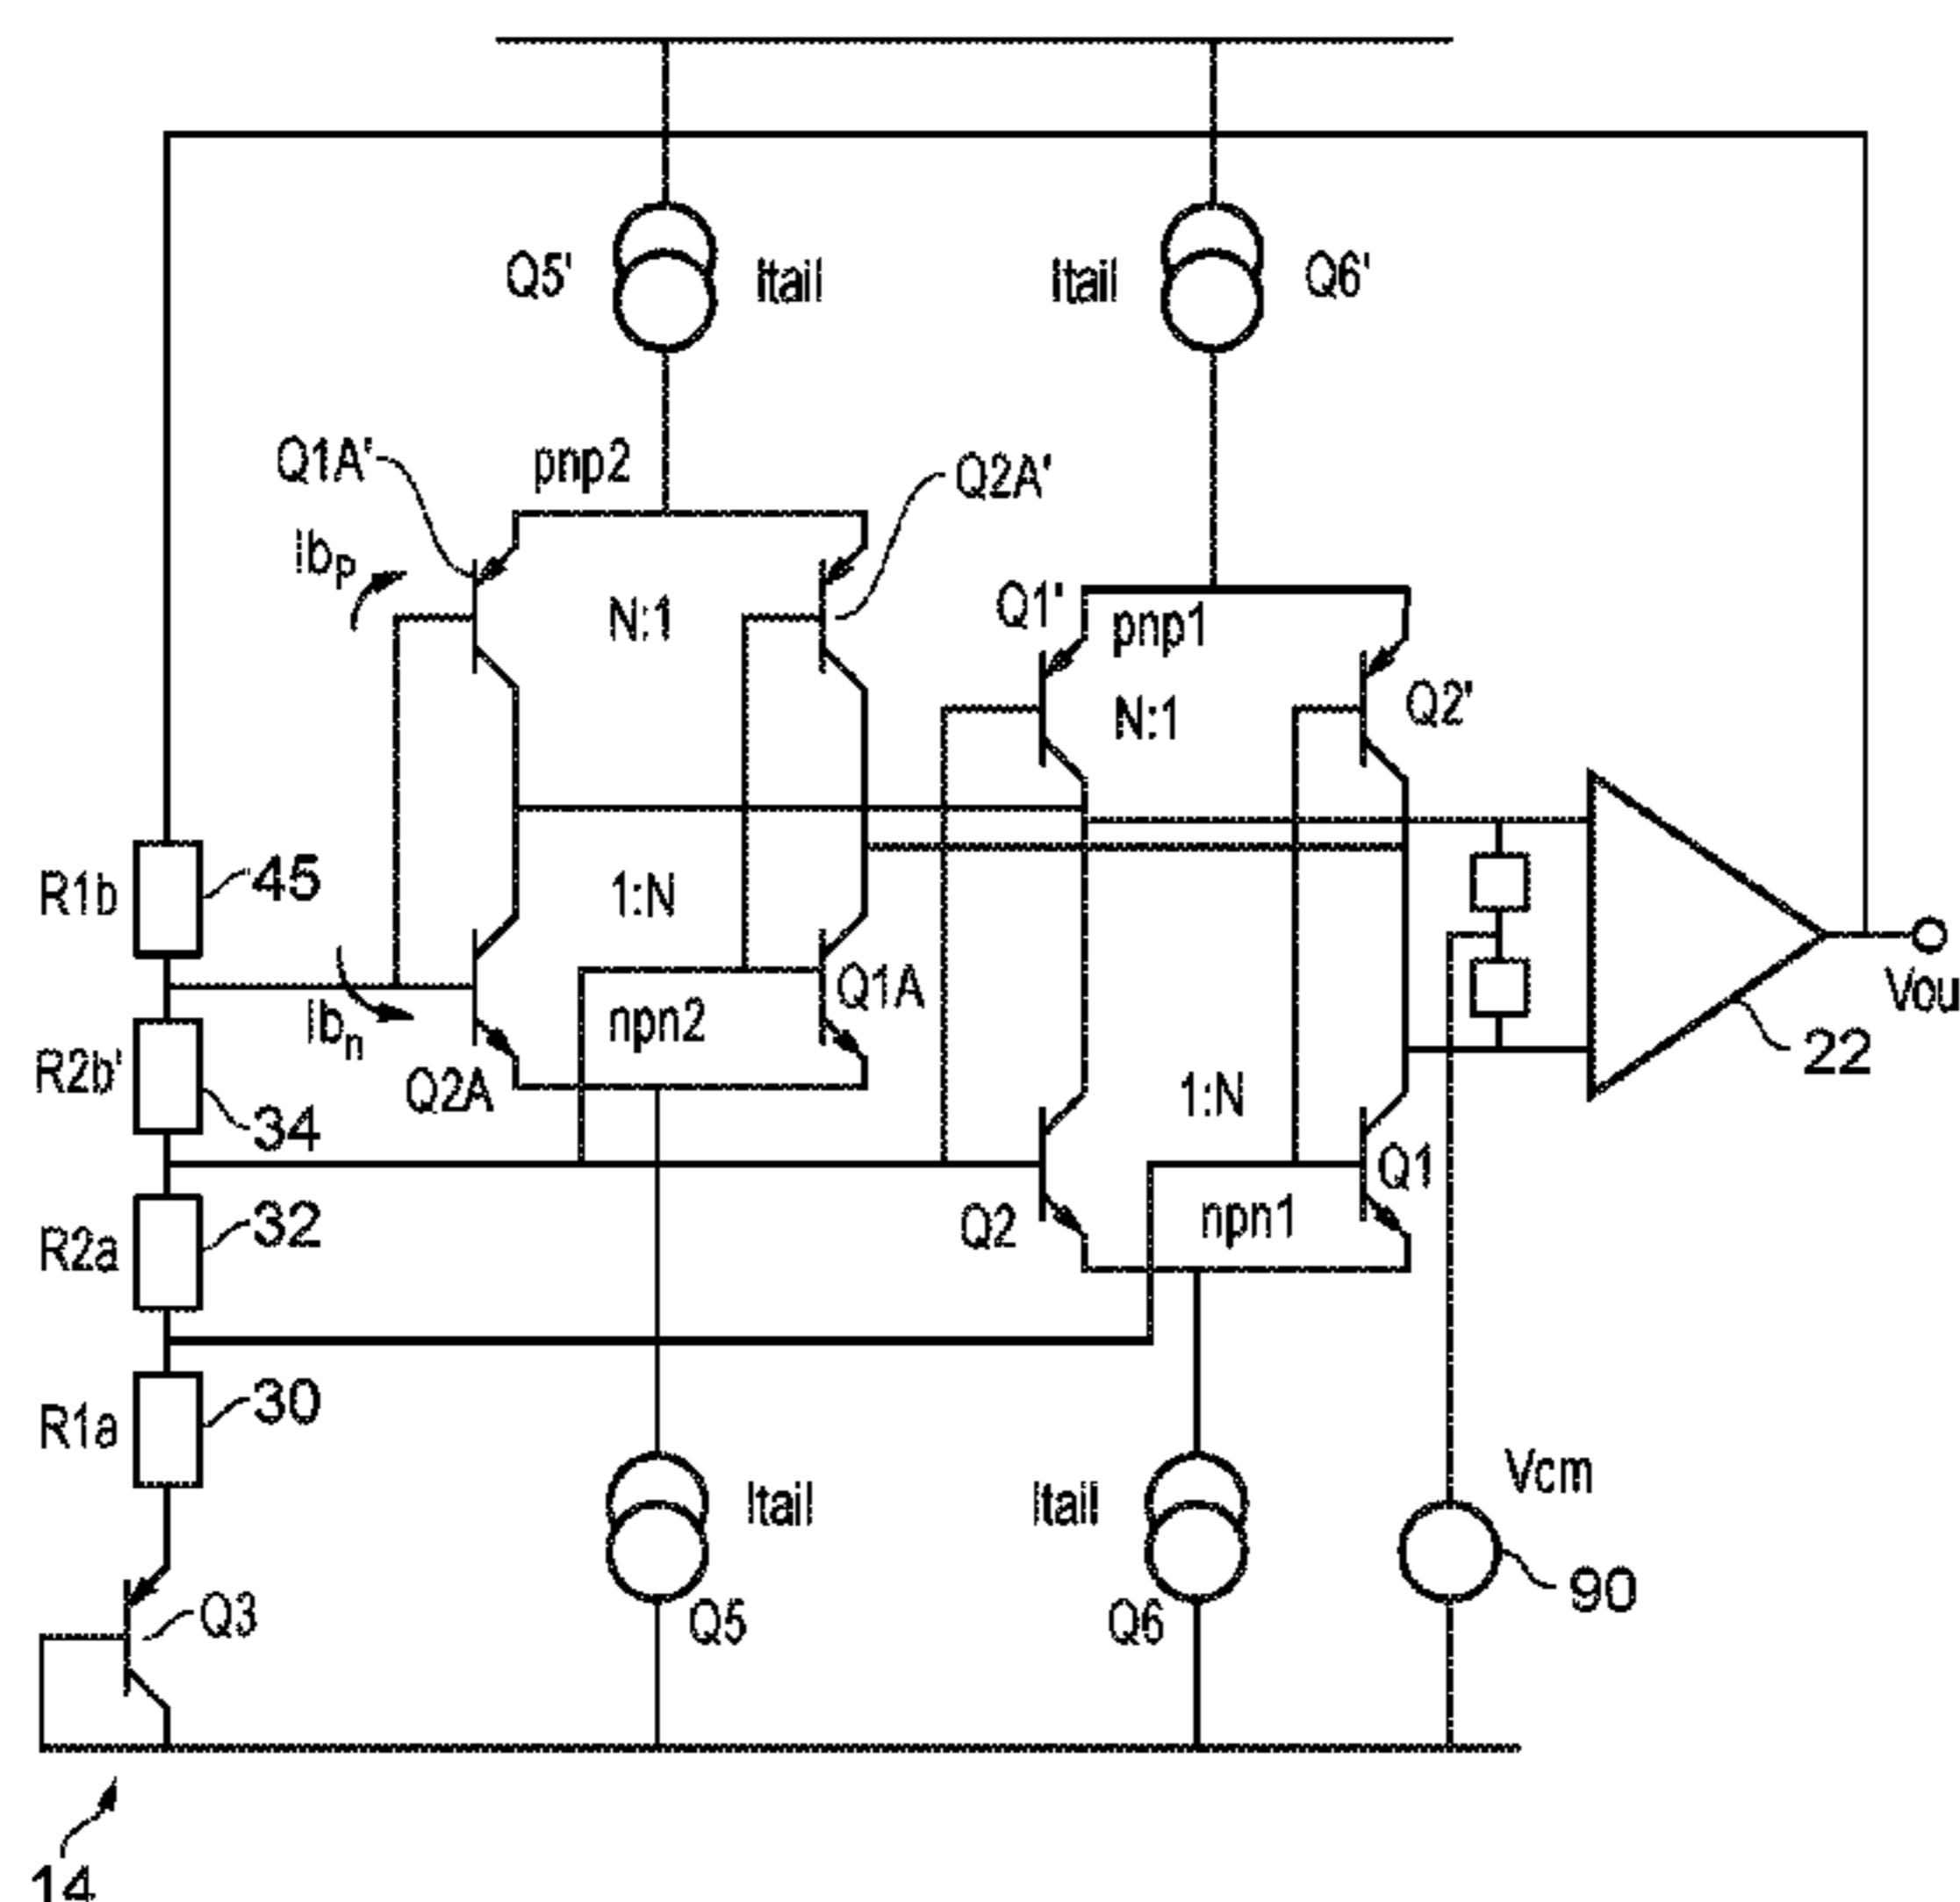 Q5'
Itail
Itail
Q6'
Q1A'
pnp2
Q2A'
Ibp
N:1
Q1'
pnp1
N:1
Q2'
R1b
45
1:N
Q1A
Ibn
npn2
R2b'
34
Q2A
1:N
Vou
22
Q1
R2a
32
Q2
npn1
R1a
30
Itail
Itail
Vcm
Q3
Q5
Q6
90
14